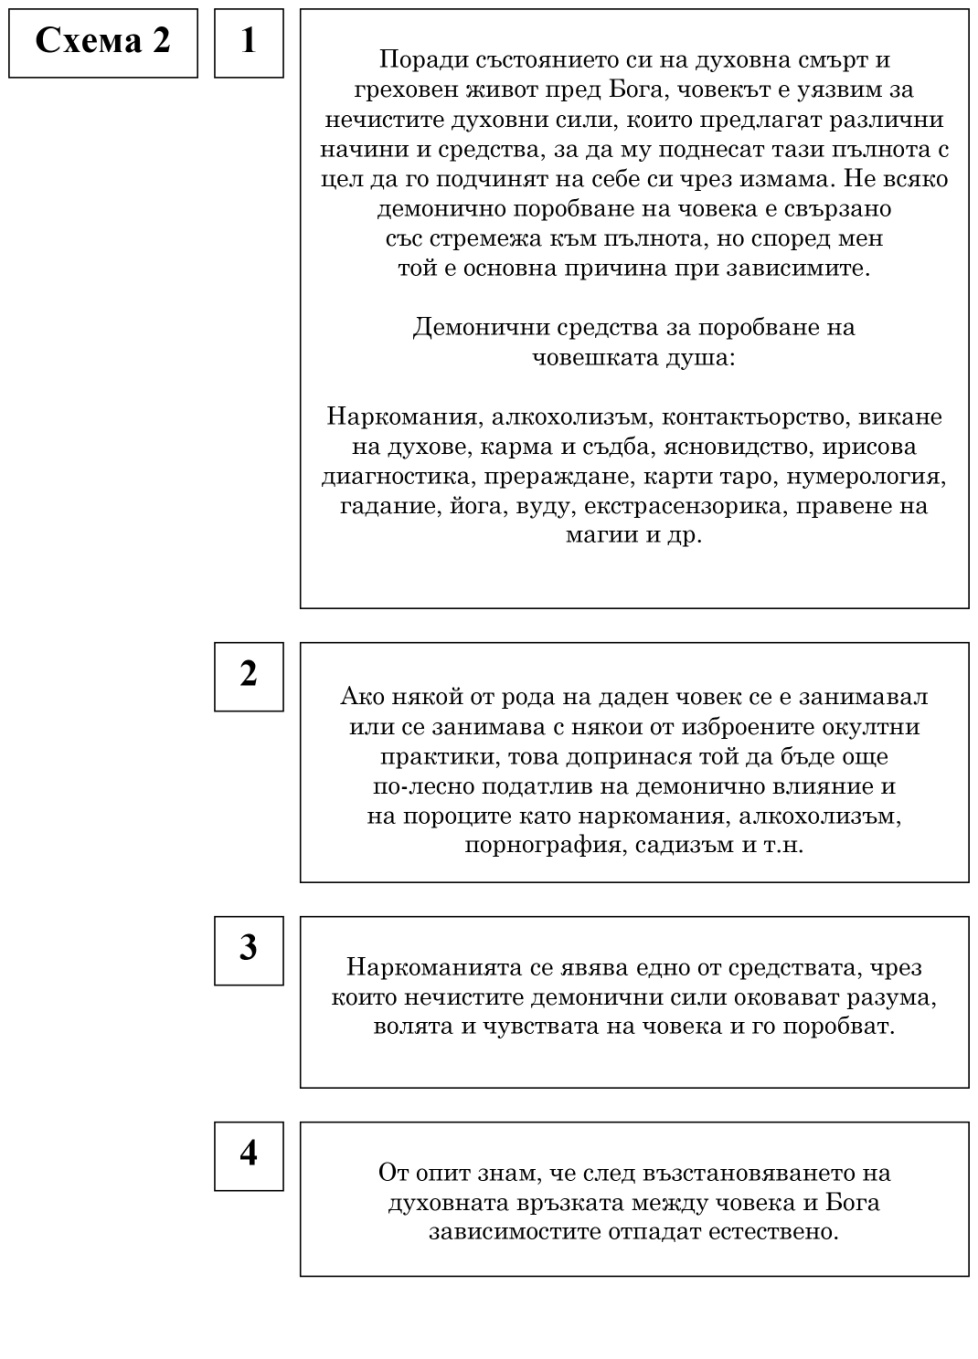 Схема 2
1
Поради състоянието си на духовна смърт и
греховен живот пред Бога, човекът е уязвим за
нечистите духовни сили, които предлагат различни
начини и средства, за да му поднесат тази пълнота с
цел да го подчинят на себе си чрез измама. Не всяко
демонично поробване на човека е свързано
със стремежа към пълнота, но според мен
той е основна причина при зависимите.
Демонични средства за поробване на
човешката душа:
Наркомания, алкохолизъм, контактьорство, викане
на духове, карма и съдба, ясновидство, ирисова
диагностика, прераждане, карти таро, нумерология,
гадание, йога, вуду, екстрасензорика, правене на
магии и др.
2
Ако някой от рода на даден човек се е занимавал
или се занимава с някои от изброените окултни
практики, това допринася той да бъде още
по-лесно податлив на демонично влияние и
на пороците като наркомания, алкохолизъм,
порнография, садизъм и т.н.
3
Наркоманията се явява едно от средствата, чрез
които нечистите демонични сили оковават разума,
волята и чувствата на човека и го поробват.
4
От опит знам, че след възстановяването на
духовната връзката между човека и Бога
зависимостите отпадат естествено.